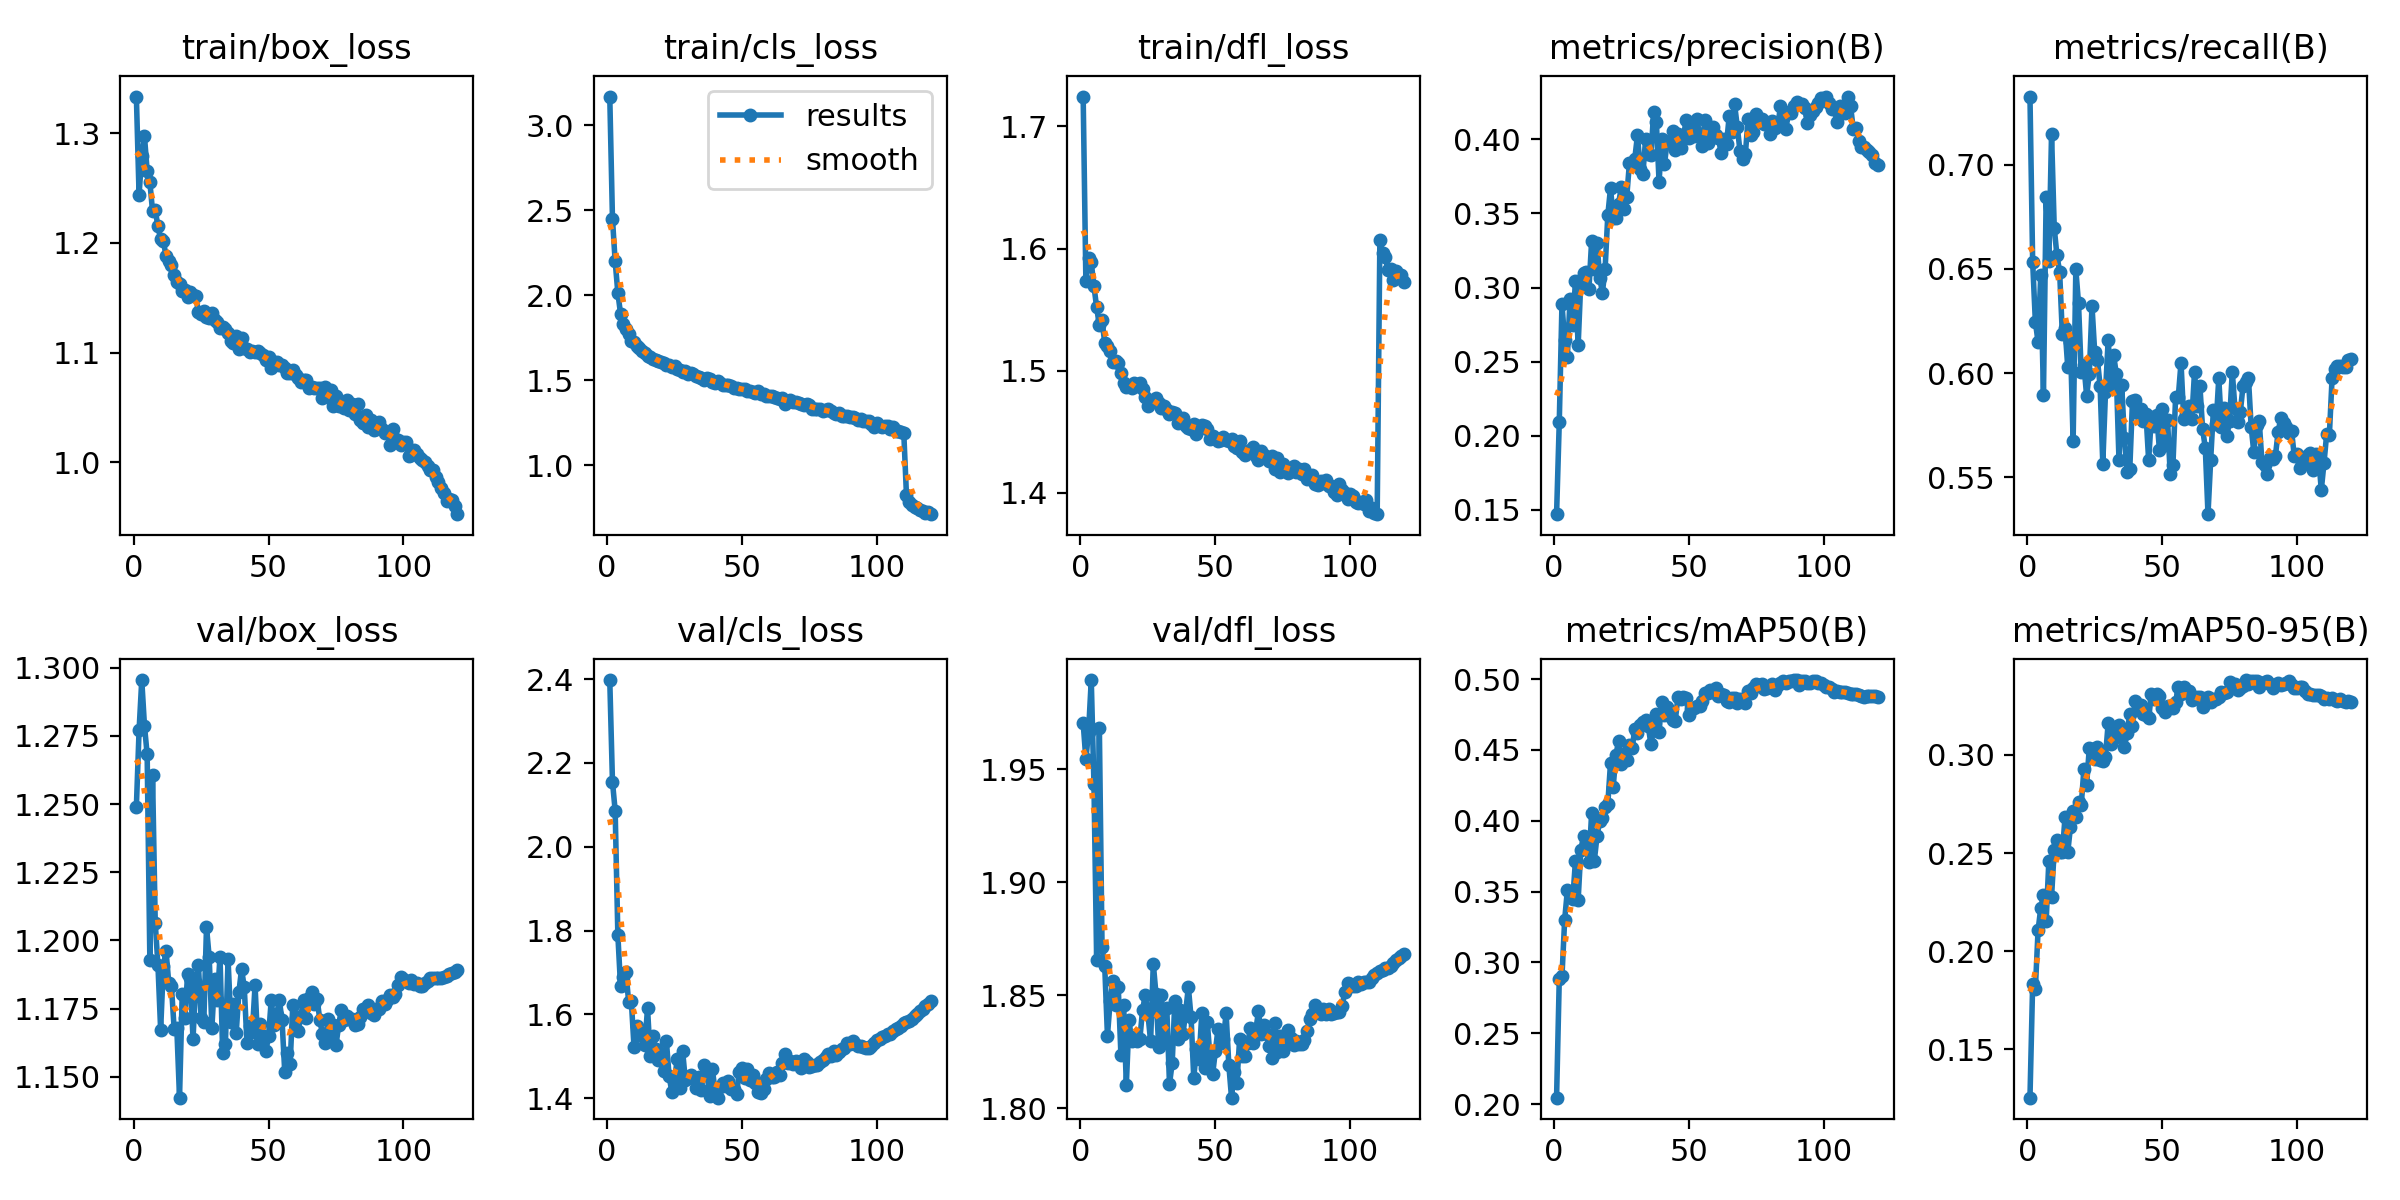 train/box_loss
1.3
1.2
1.1
1.0
0 50 100
train/cls_loss
results
smooth
3.0
2.5
2.0
1.5
1.0
0 50 100
train/dfl_loss
1.7
1.6
1.5
1.4
0 50 100
metrics/precision(B)
0.40
0.35
0.30
0.25
0.20
0.15
0 50 100
metrics/recall(B)
0.70
0.65
0.60
0.55
0 50 100
val/box_loss
1.300
1.275
1.250
1.225
1.200
1.175
1.150
0 50 100
val/cls_loss
2.4
2.2
2.0
1.8
1.6
1.4
0 50 100
val/dfl_loss
1.95
1.90
1.85
1.80
0 50 100
metrics/mAP50(B)
0.50
0.45
0.40
0.35
0.30
0.25
0.20
0 50 100
metrics/mAP50-95(B)
0.30
0.25
0.20
0.15
0 50 100